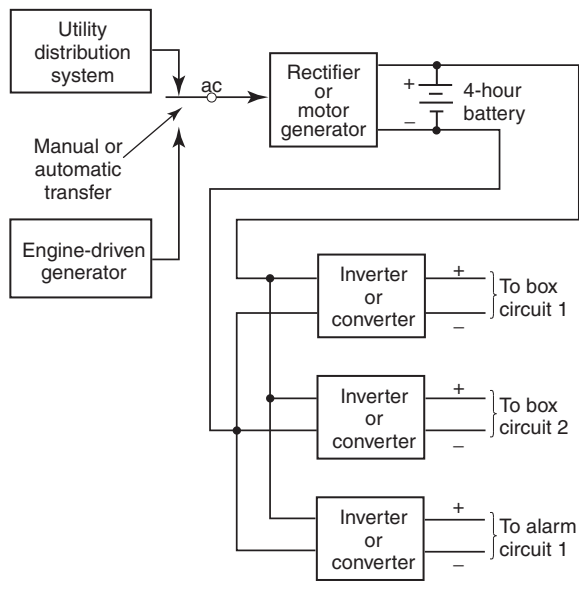 Utility
distribution
system
ac
Manual or
automatic
transfer
Engine-driven
generator
Rectifier
or
motor
generator
+
–
4-hour
battery
Inverter
or
converter
+
–
To box
circuit 1
Inverter
or
converter
+
–
To box
circuit 2
Inverter
or
converter
+
–
To alarm
circuit 1